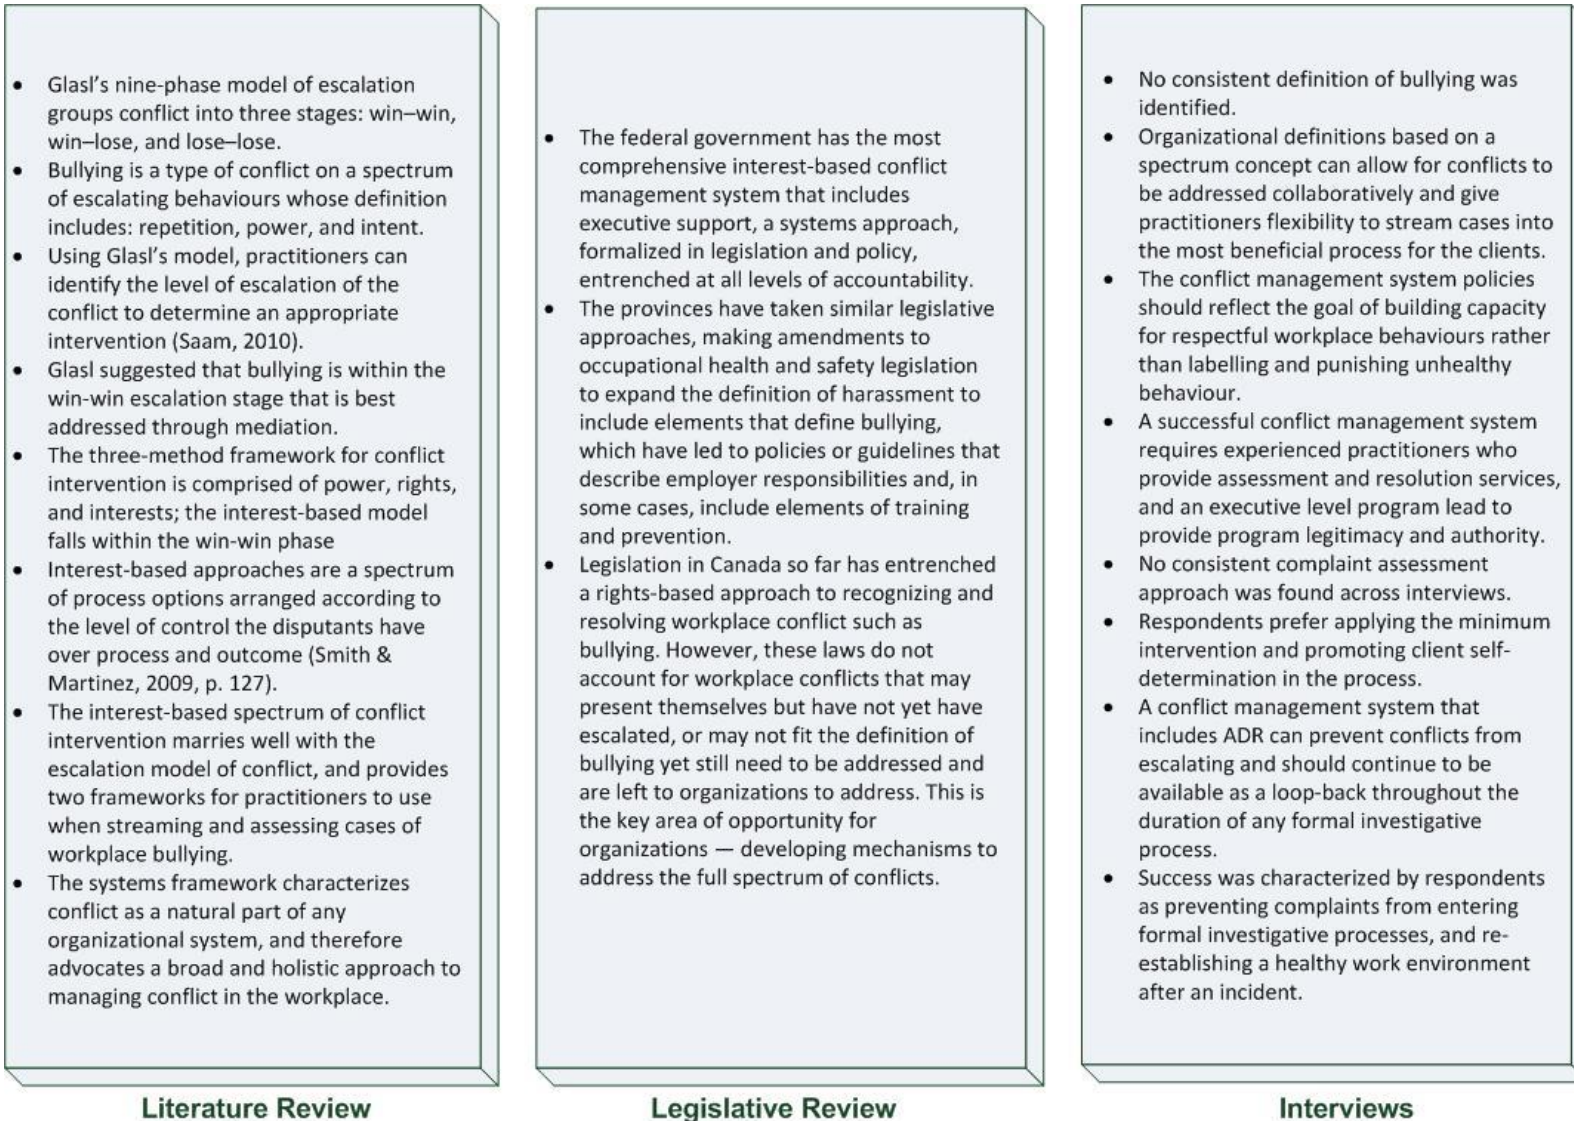 • Glasl’s nine-phase model of escalation
groups conflict into three stages: win–win,
win–lose, and lose–lose.
• Bullying is a type of conflict on a spectrum
of escalating behaviours whose definition
includes: repetition, power, and intent.
• Using Glasl’s model, practitioners can
identify the level of escalation of the
conflict to determine an appropriate
intervention (Saam, 2010).
• Glasl suggested that bullying is within the
win-win escalation stage that is best
addressed through mediation.
• The three-method framework for conflict
intervention is comprised of power, rights,
and interests; the interest-based model
falls within the win-win phase
• Interest-based approaches are a spectrum
of process options arranged according to
the level of control the disputants have
over process and outcome (Smith &
Martinez, 2009, p. 127).
• The interest-based spectrum of conflict
intervention marries well with the
escalation model of conflict, and provides
two frameworks for practitioners to use
when streaming and assessing cases of
workplace bullying.
• The systems framework characterizes
conflict as a natural part of any
organizational system, and therefore
advocates a broad and holistic approach to
managing conflict in the workplace.
Literature Review
• The federal government has the most
comprehensive interest-based conflict
management system that includes
executive support, a systems approach,
formalized in legislation and policy,
entrenched at all levels of accountability.
• The provinces have taken similar legislative
approaches, making amendments to
occupational health and safety legislation
to expand the definition of harassment to
include elements that define bullying,
which have led to policies or guidelines that
describe employer responsibilities and, in
some cases, include elements of training
and prevention.
• Legislation in Canada so far has entrenched
a rights-based approach to recognizing and
resolving workplace conflict such as
bullying. However, these laws do not
account for workplace conflicts that may
present themselves but have not yet have
escalated, or may not fit the definition of
bullying yet still need to be addressed and
are left to organizations to address. This is
the key area of opportunity for
organizations — developing mechanisms to
address the full spectrum of conflicts.
Legislative Review
• No consistent definition of bullying was
identified.
• Organizational definitions based on a
spectrum concept can allow for conflicts to
be addressed collaboratively and give
practitioners flexibility to stream cases into
the most beneficial process for the clients.
• The conflict management system policies
should reflect the goal of building capacity
for respectful workplace behaviours rather
than labelling and punishing unhealthy
behaviour.
• A successful conflict management system
requires experienced practitioners who
provide assessment and resolution services,
and an executive level program lead to
provide program legitimacy and authority.
• No consistent complaint assessment
approach was found across interviews.
• Respondents prefer applying the minimum
intervention and promoting client self-
determination in the process.
• A conflict management system that
includes ADR can prevent conflicts from
escalating and should continue to be
available as a loop-back throughout the
duration of any formal investigative
process.
• Success was characterized by respondents
as preventing complaints from entering
formal investigative processes, and re-
establishing a healthy work environment
after an incident.
Interviews